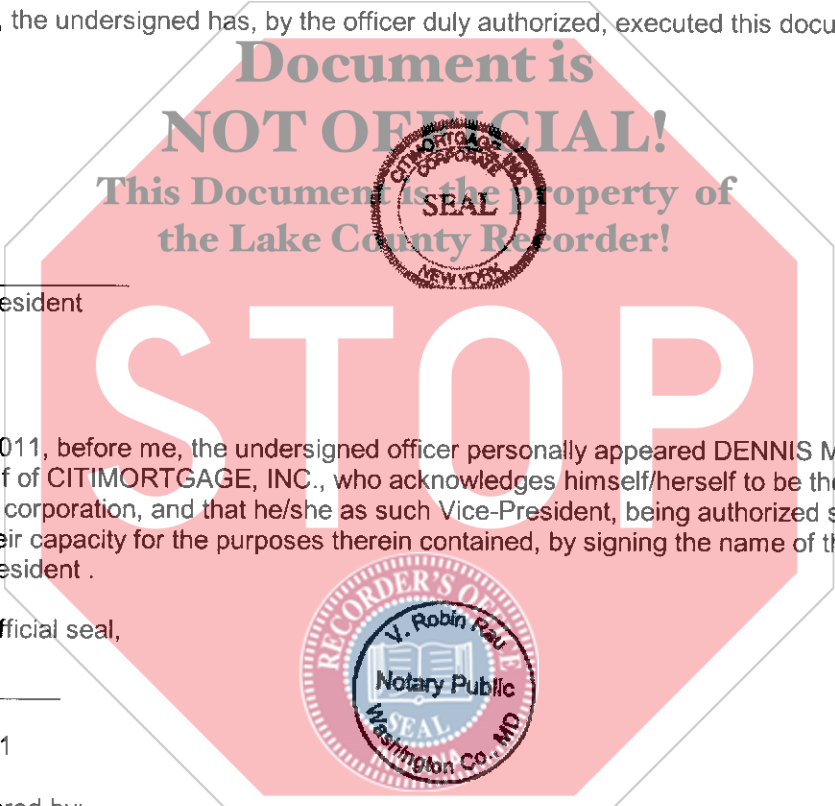 , the undersigned has, by the officer duly authorized, executed this docu
Document is
NOT OFFICIAL!
This Document is the property of
the Lake County Recorder!
CITIMORTGAGE, INC.
CORPORATE
SEAL
NEW YORK
esident
STOP
011, before me, the undersigned officer personally appeared DENNIS M
f of CITIMORTGAGE, INC., who acknowledges himself/herself to be the
corporation, and that he/she as such Vice-President, being authorized s
eir capacity for the purposes therein contained, by signing the name of th
esident .
RECORDER'S OFFICE
fficial seal,
V. Robin Rau
Notary Public
Washington Co., MD
SEAL
1
ered by: